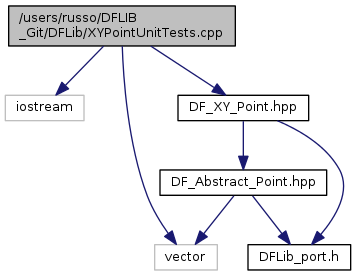 /users/russo/DFLIB
_Git/DFLib/XYPointUnitTests.cpp
iostream
DF_XY_Point.hpp
DF_Abstract_Point.hpp
vector
DFLib_port.h